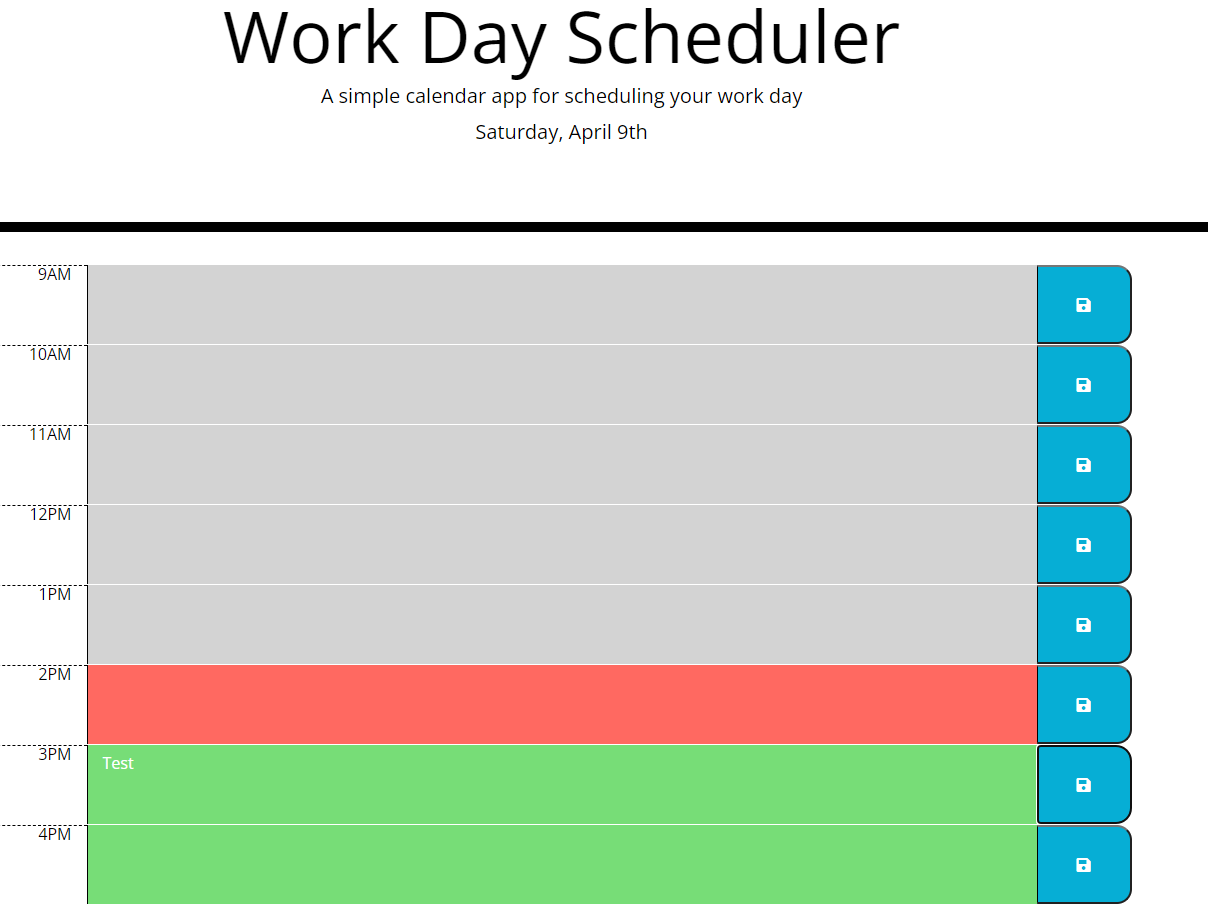 Work Day Scheduler
A simple calendar app for scheduling your work day
Saturday, April 9th
9AM
10AM
11AM
12PM
1PM
2PM
3PM
Test
4PM